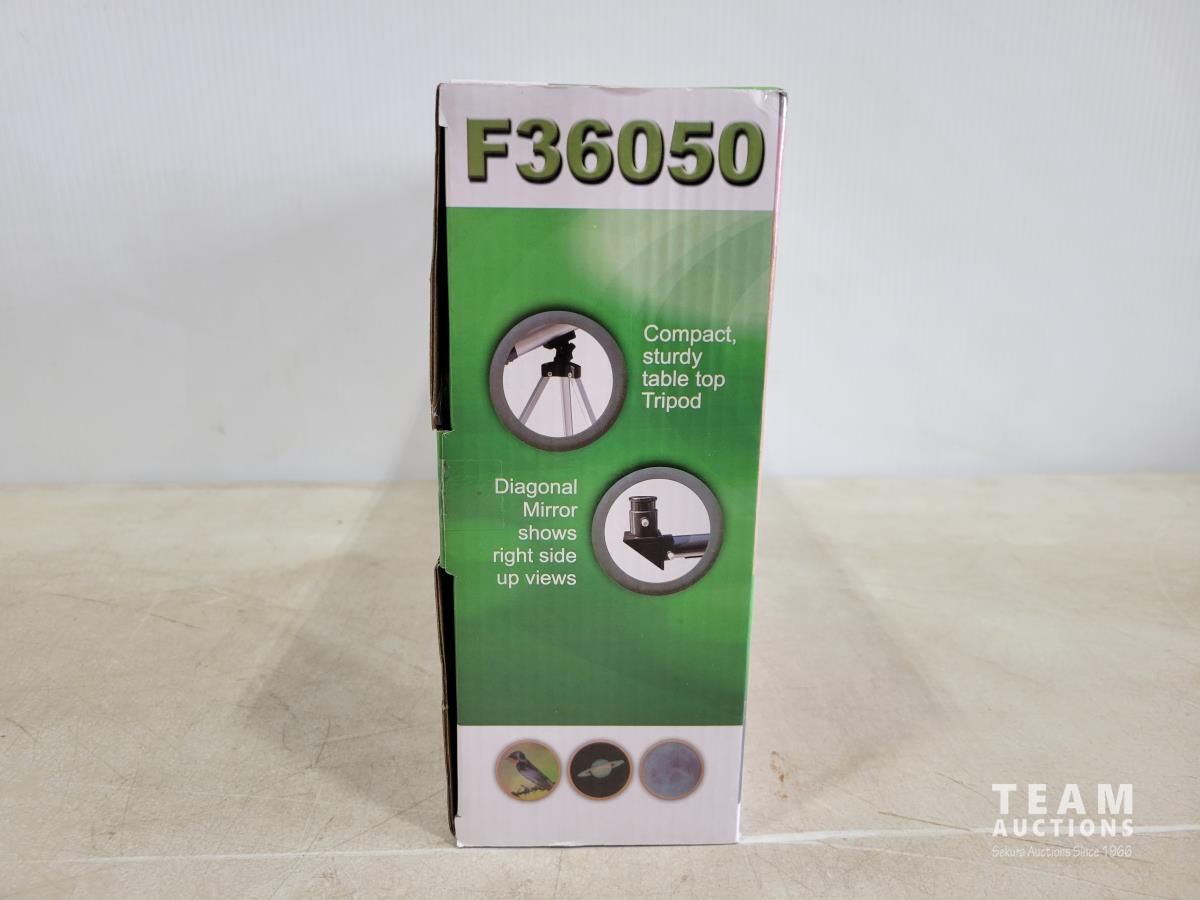 F36050
Compact,
sturdy
table top
Tripod
Diagonal
Mirror
shows
right side
up views
TEAM
AUCTIONS
Sekura Auctions Since 1966